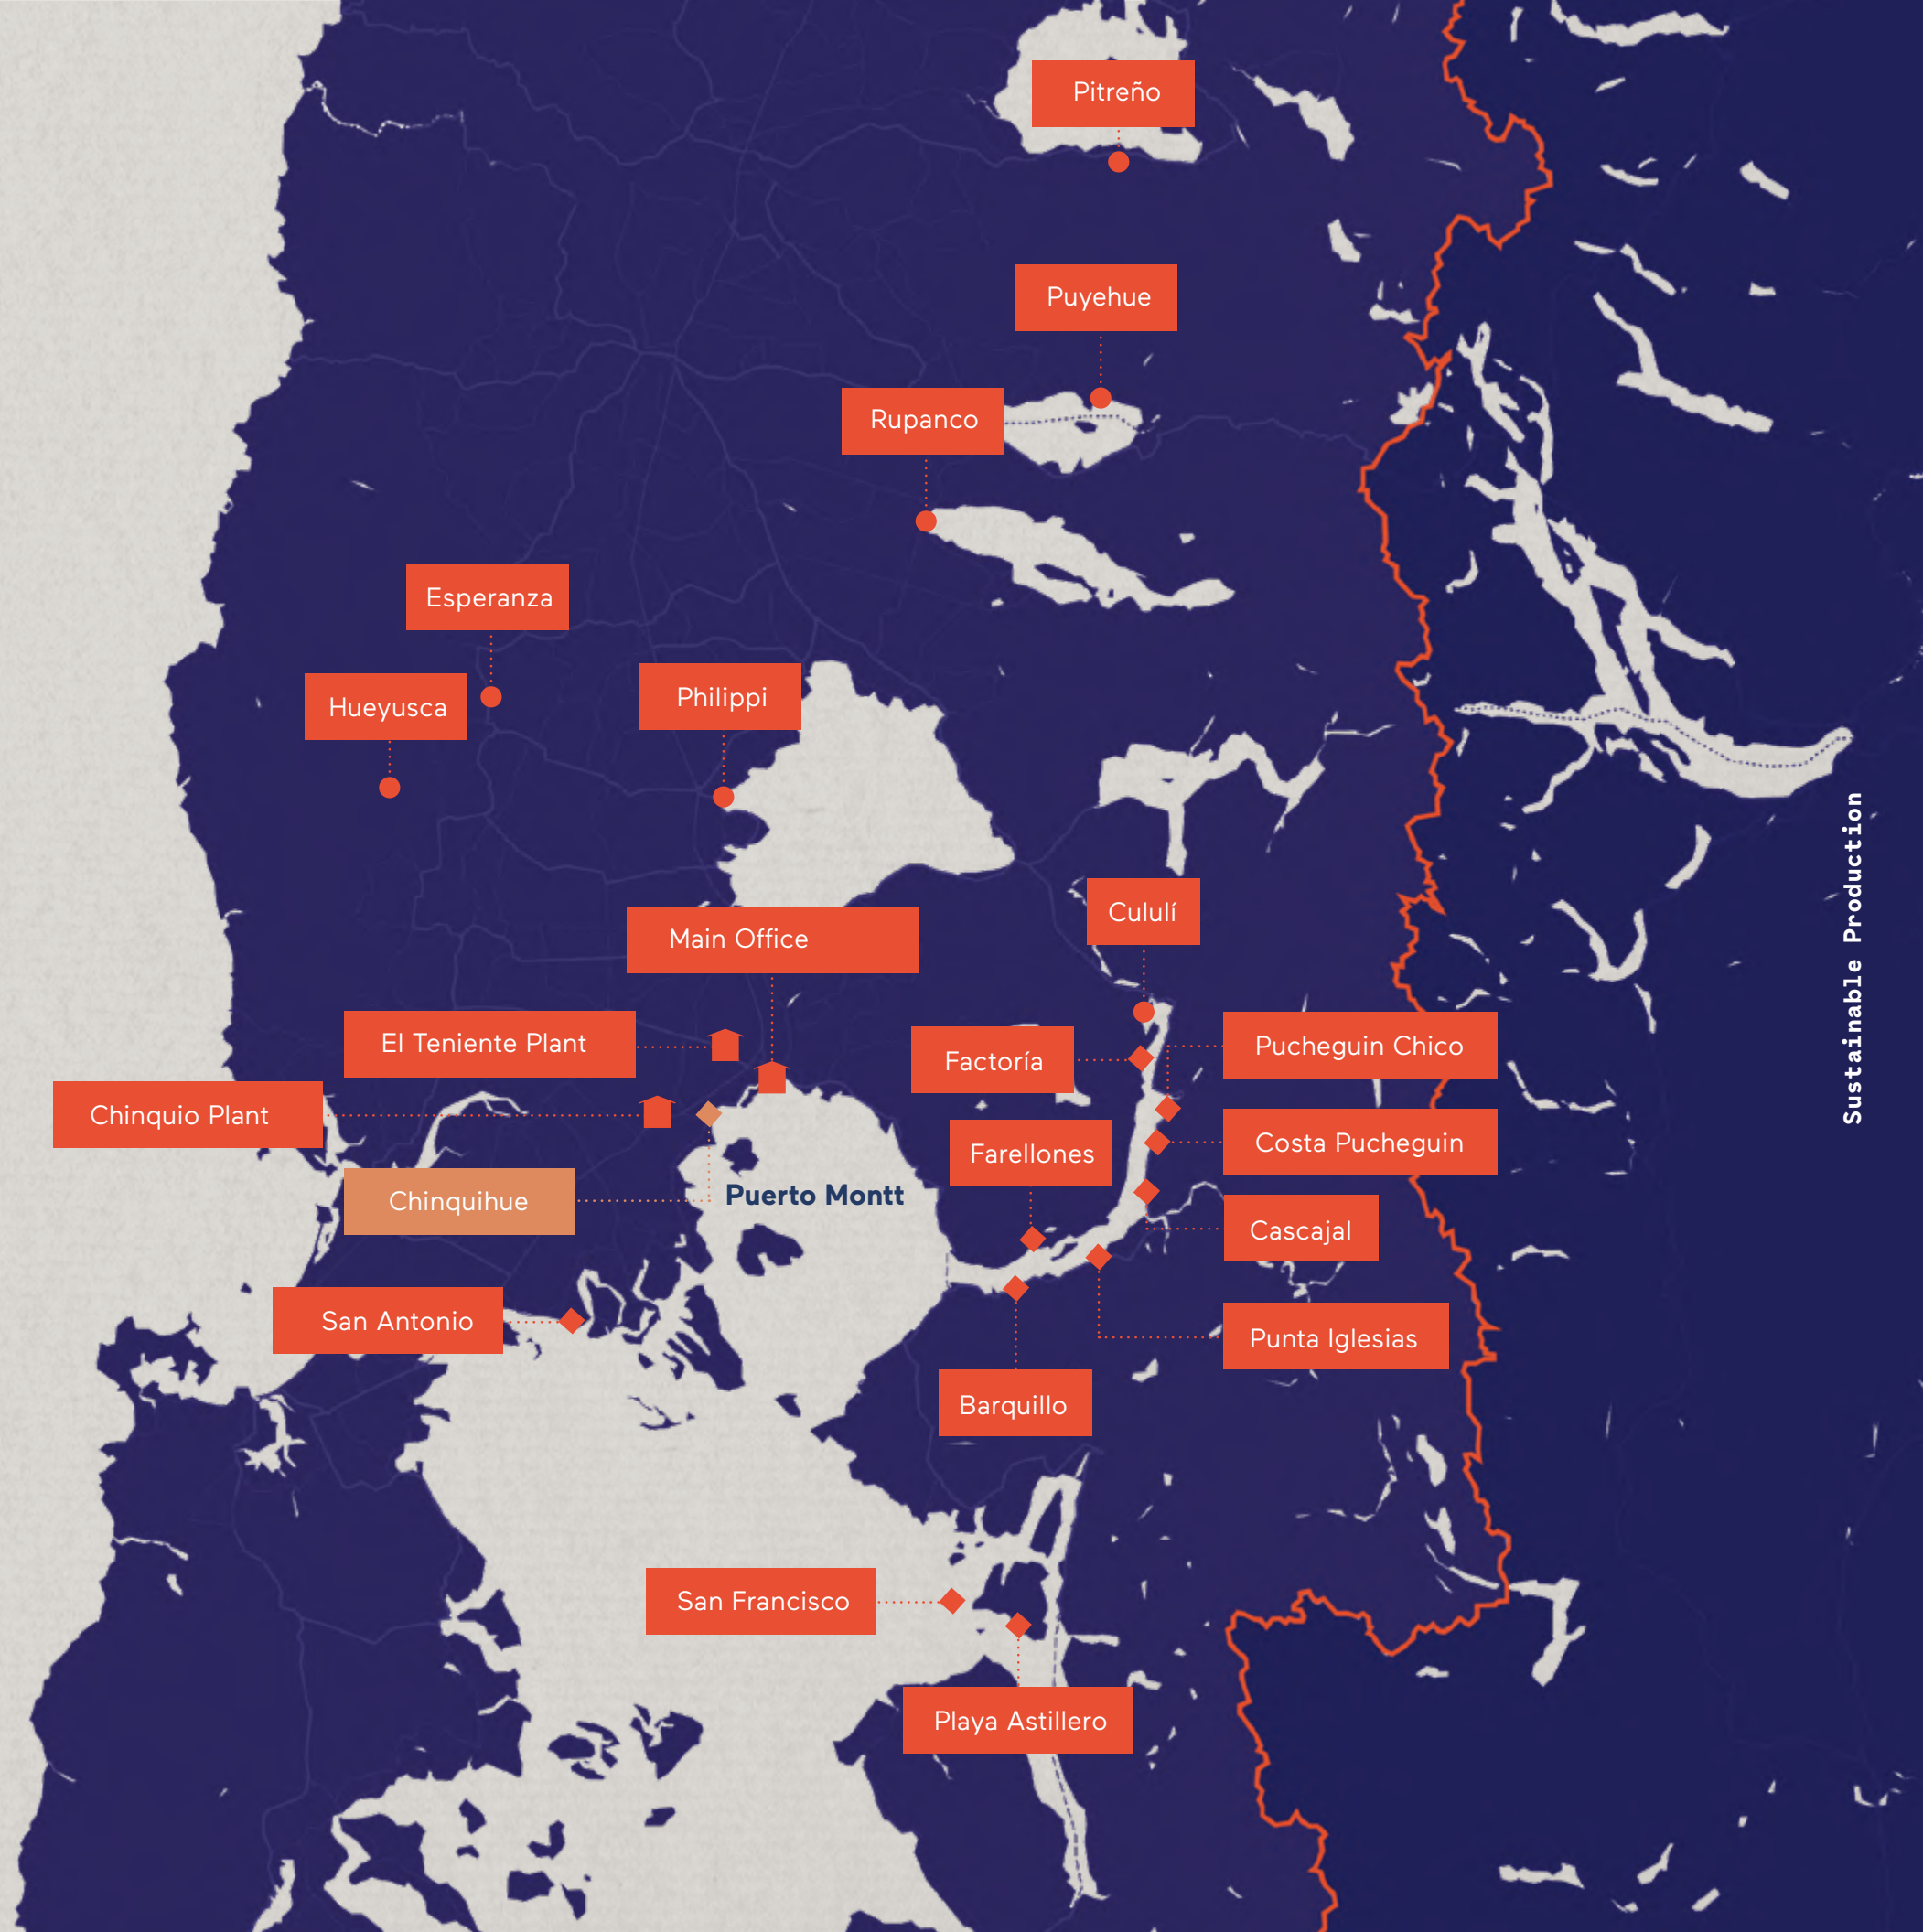 Pitreño
Puyehue
Rupanco
Esperanza
Hueyusca
Philippi
Cululí
Main Office
El Teniente Plant
Factoría
Pucheguin Chico
Chinquio Plant
Farellones
Costa Pucheguin
Chinquihue
Puerto Montt
Cascajal
San Antonio
Punta Iglesias
Barquillo
San Francisco
Playa Astillero
Sustainable Production